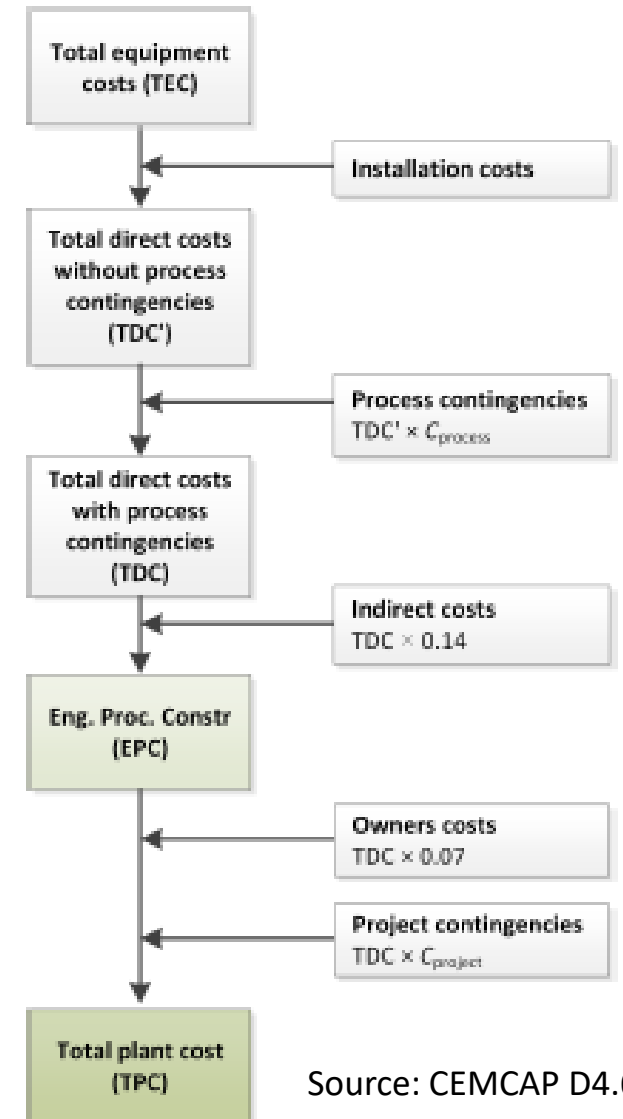 Total equipment
costs (TEC)
Installation costs
Total direct costs
without process
contingencies
(TDC')
Process contingencies
TDC' × Cprocess
Total direct costs
with process
contingencies
(TDC)
Indirect costs
TDC × 0.14
Eng. Proc. Constr
(EPC)
Owners costs
TDC × 0.07
Project contingencies
TDC × Cproject
Total plant cost
(TPC)
Source: CEMCAP D4.